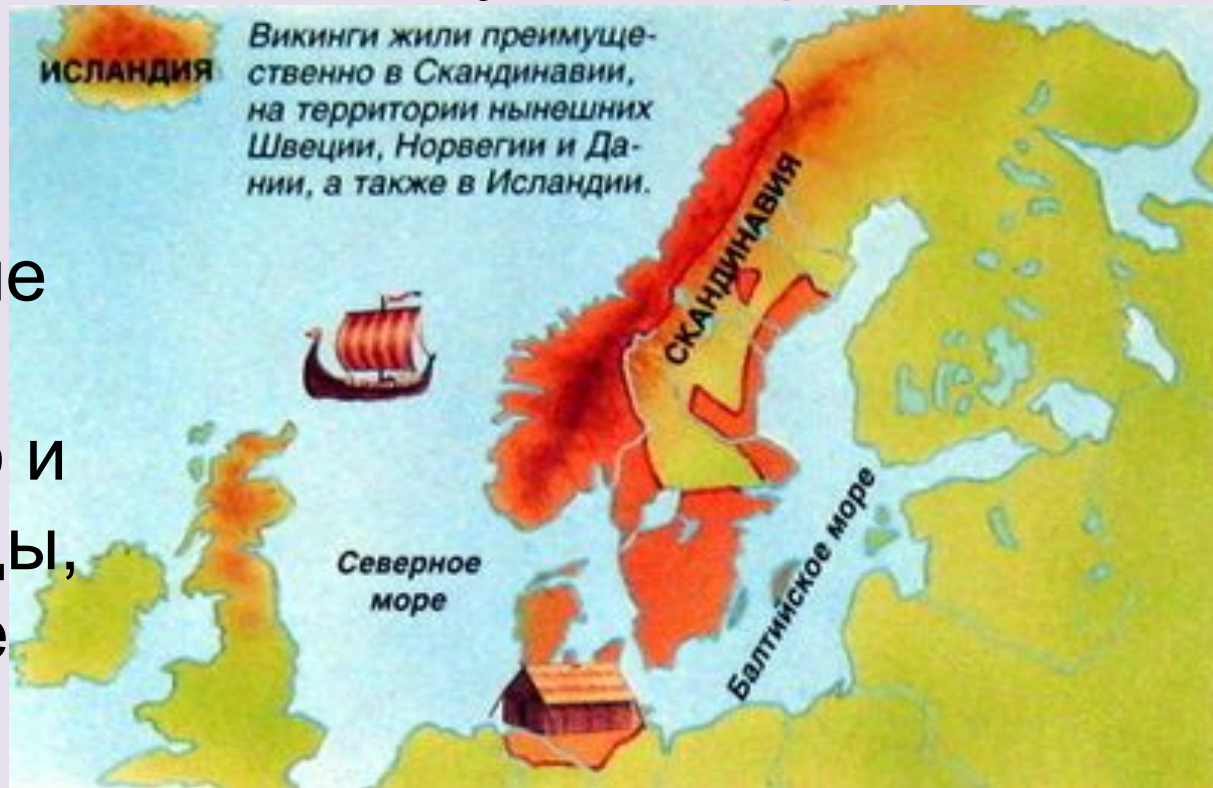 ИСЛАНДИЯ
Викинги жили преимуще-
ственно в Скандинавии,
на территории нынешних
Швеции, Норвегии и Да-
нии, а также в Исландии.
СКАНДИНАВИЯ
и
Северное
море
Балтийское море